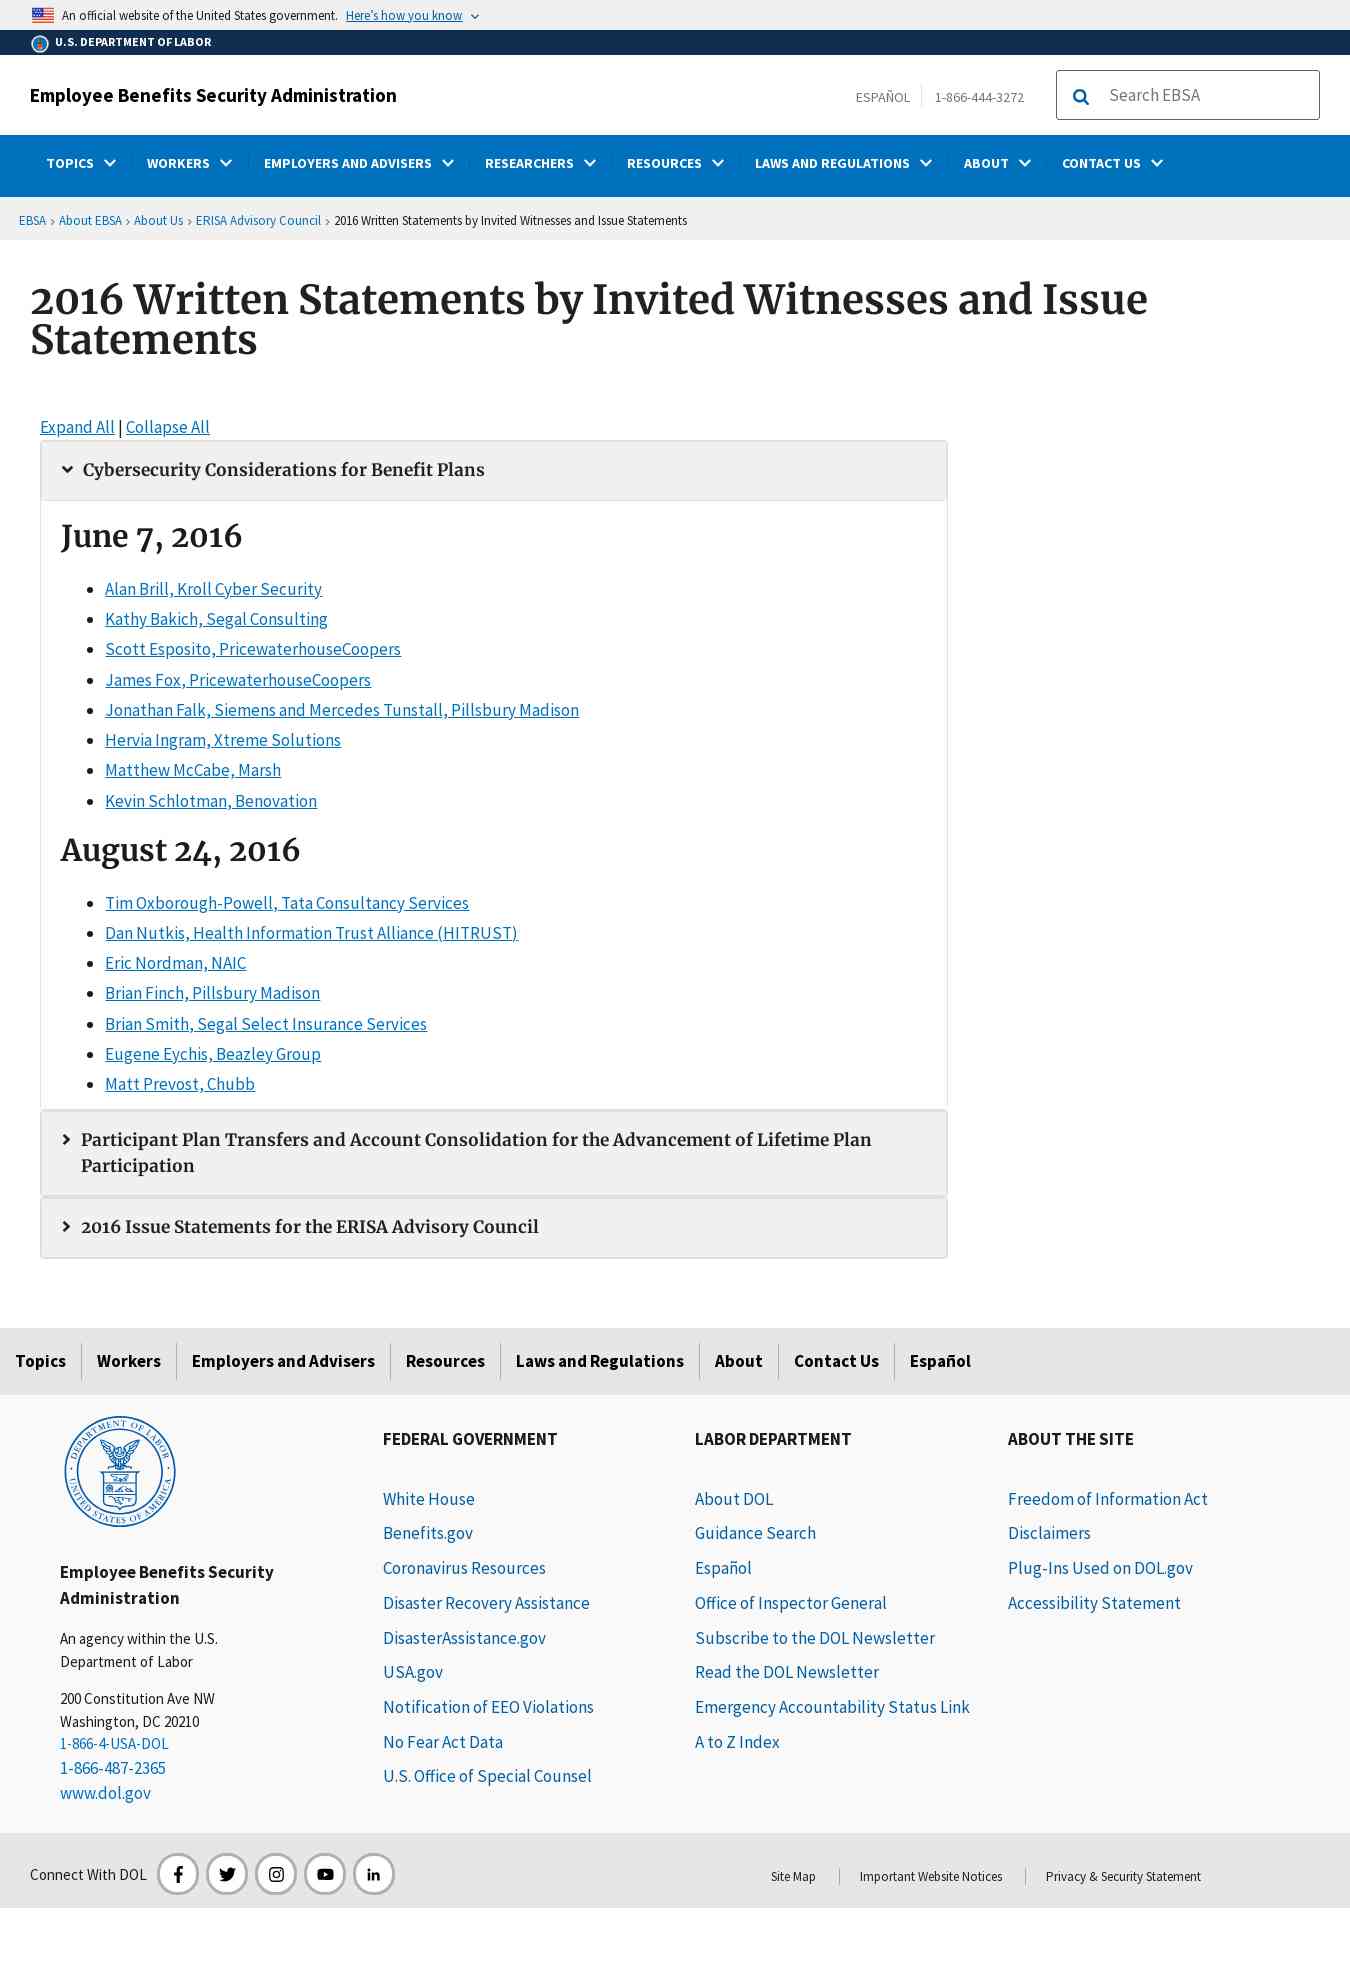 An official website of the United States government. Here's how you know
U.S. DEPARTMENT OF LABOR
Employee Benefits Security Administration
ESPAÑOL
1-866-444-3272
Search EBSA
TOPICS WORKERS EMPLOYERS AND ADVISERS RESEARCHERS RESOURCES LAWS AND REGULATIONS ABOUT CONTACT US
EBSA › About EBSA › About Us › ERISA Advisory Council › 2016 Written Statements by Invited Witnesses and Issue Statements
2016 Written Statements by Invited Witnesses and Issue
Statements
Expand All | Collapse All
Cybersecurity Considerations for Benefit Plans
June 7, 2016
• Alan Brill, Kroll Cyber Security
• Kathy Bakich, Segal Consulting
• Scott Esposito, PricewaterhouseCoopers
• James Fox, PricewaterhouseCoopers
• Jonathan Falk, Siemens and Mercedes Tunstall, Pillsbury Madison
• Hervia Ingram, Xtreme Solutions
• Matthew McCabe, Marsh
• Kevin Schlotman, Benovation
August 24, 2016
• Tim Oxborough-Powell, Tata Consultancy Services
• Dan Nutkis, Health Information Trust Alliance (HITRUST)
• Eric Nordman, NAIC
• Brian Finch, Pillsbury Madison
• Brian Smith, Segal Select Insurance Services
• Eugene Eychis, Beazley Group
• Matt Prevost, Chubb
Participant Plan Transfers and Account Consolidation for the Advancement of Lifetime Plan
Participation
2016 Issue Statements for the ERISA Advisory Council
Topics Workers Employers and Advisers Resources Laws and Regulations About Contact Us Español
DEPARTMENT OF LABOR
UNITED STATES OF AMERICA
Employee Benefits Security
Administration
An agency within the U.S.
Department of Labor
200 Constitution Ave NW
Washington, DC 20210
1-866-4-USA-DOL
1-866-487-2365
www.dol.gov
FEDERAL GOVERNMENT
White House
Benefits.gov
Coronavirus Resources
Disaster Recovery Assistance
DisasterAssistance.gov
USA.gov
Notification of EEO Violations
No Fear Act Data
U.S. Office of Special Counsel
LABOR DEPARTMENT
About DOL
Guidance Search
Español
Office of Inspector General
Subscribe to the DOL Newsletter
Read the DOL Newsletter
Emergency Accountability Status Link
A to Z Index
ABOUT THE SITE
Freedom of Information Act
Disclaimers
Plug-Ins Used on DOL.gov
Accessibility Statement
Connect With DOL
Site Map
Important Website Notices
Privacy & Security Statement